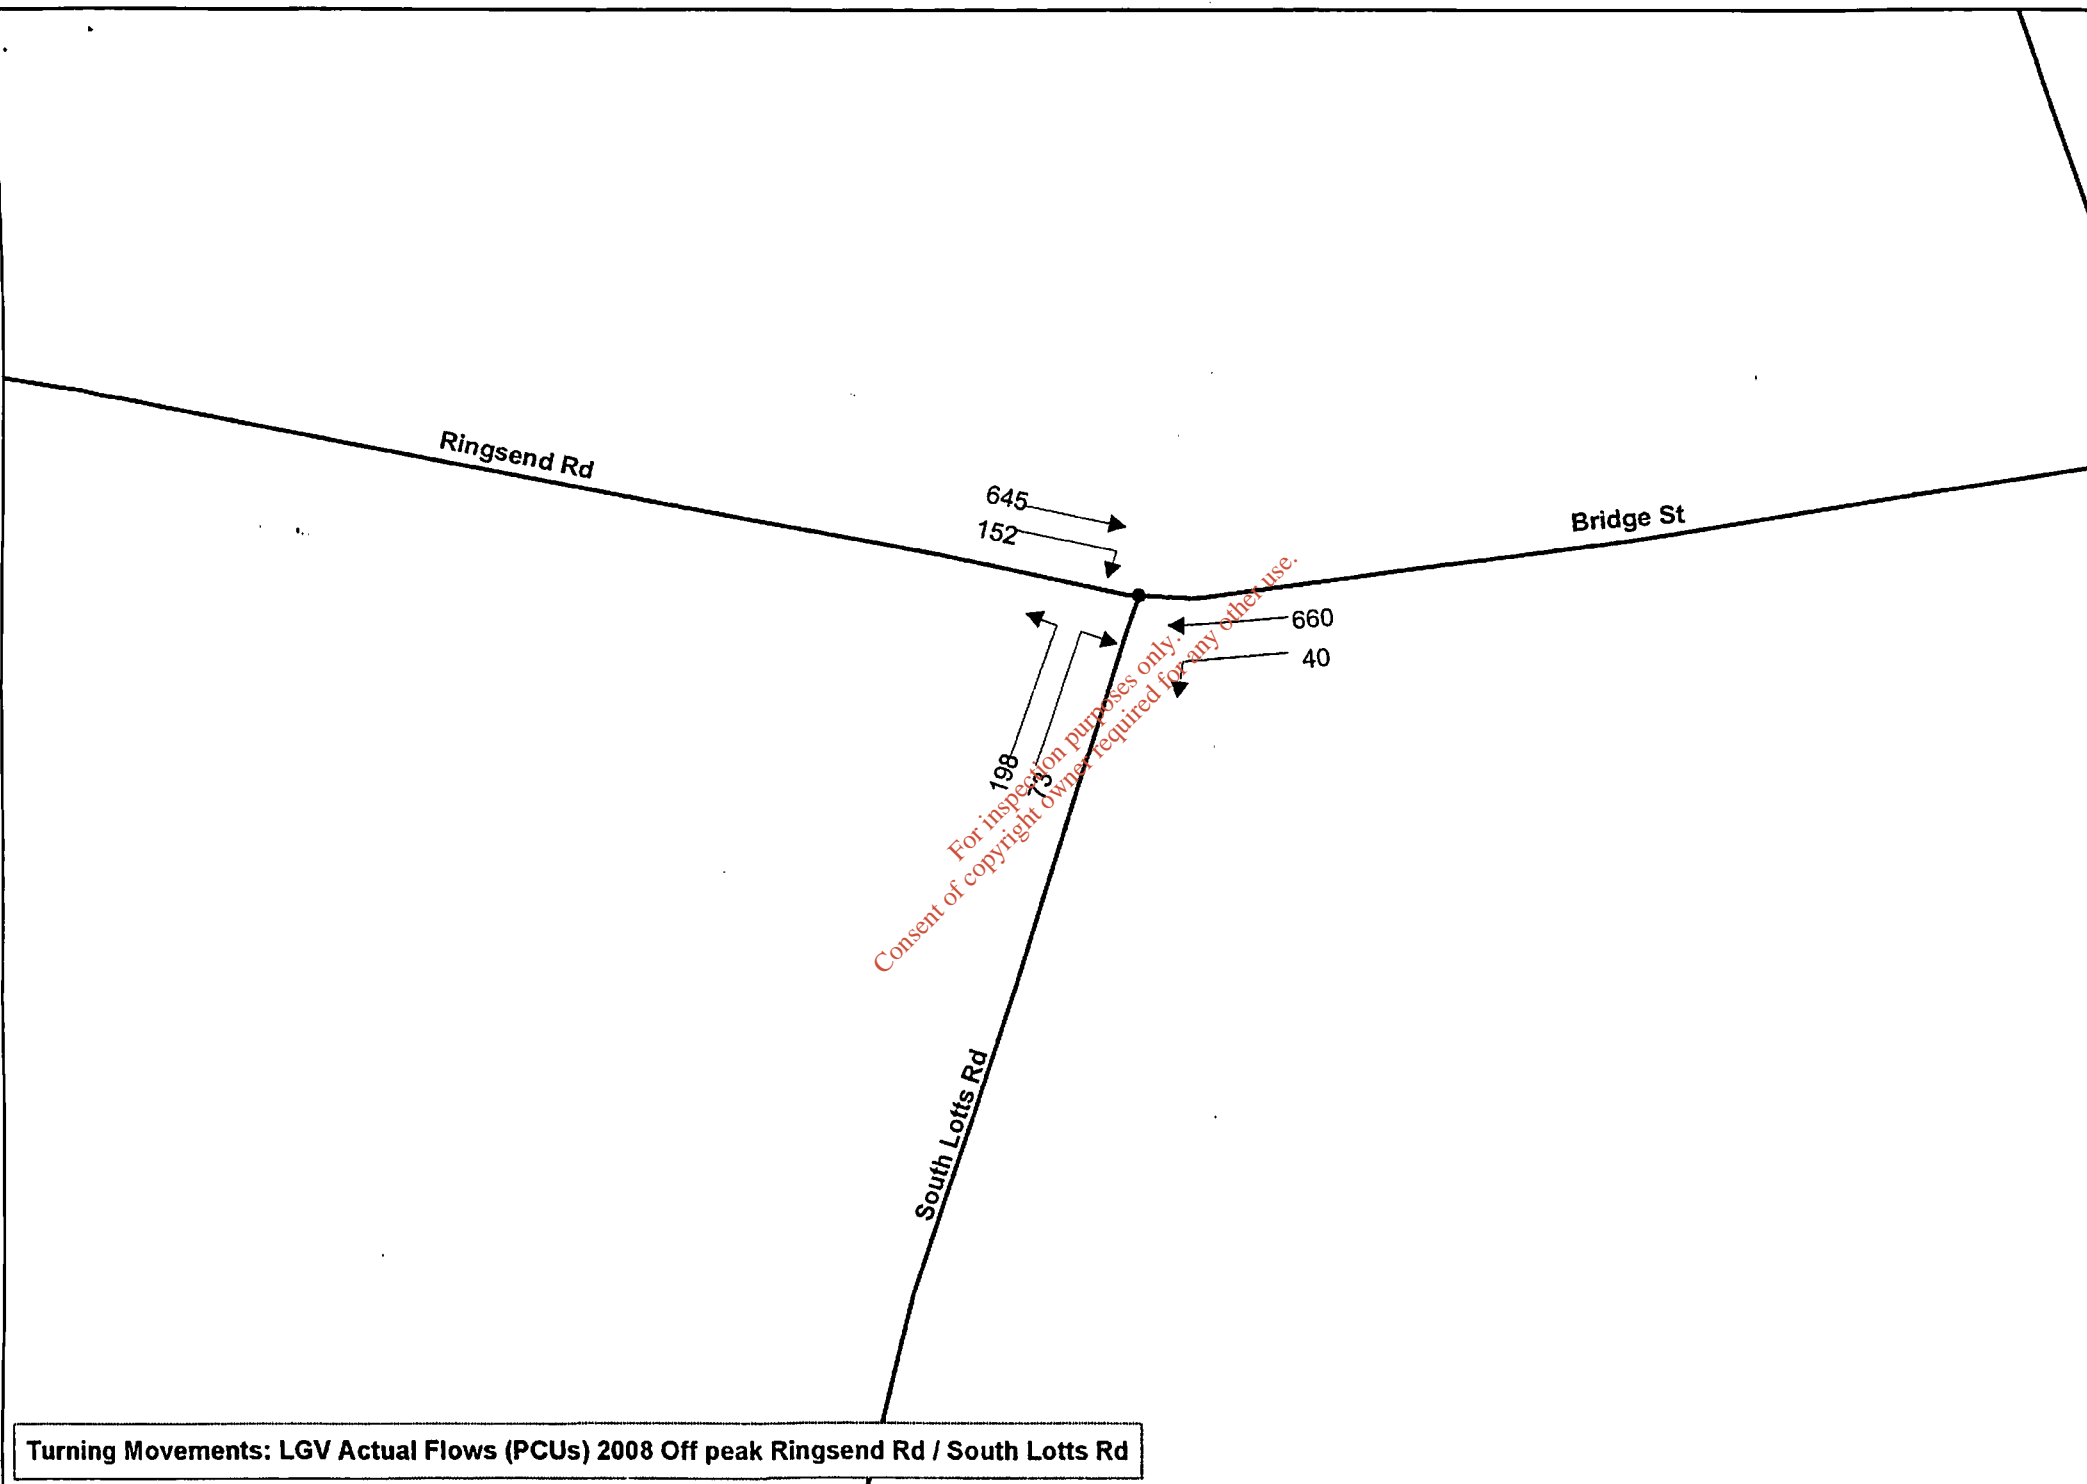 Ringsend Rd
645
152
Bridge St
660
40
198
73
For inspection purposes only.
Consent of copyright owner required for any other use.
South Lotts Rd
Turning Movements: LGV Actual Flows (PCUs) 2008 Off peak Ringsend Rd / South Lotts Rd